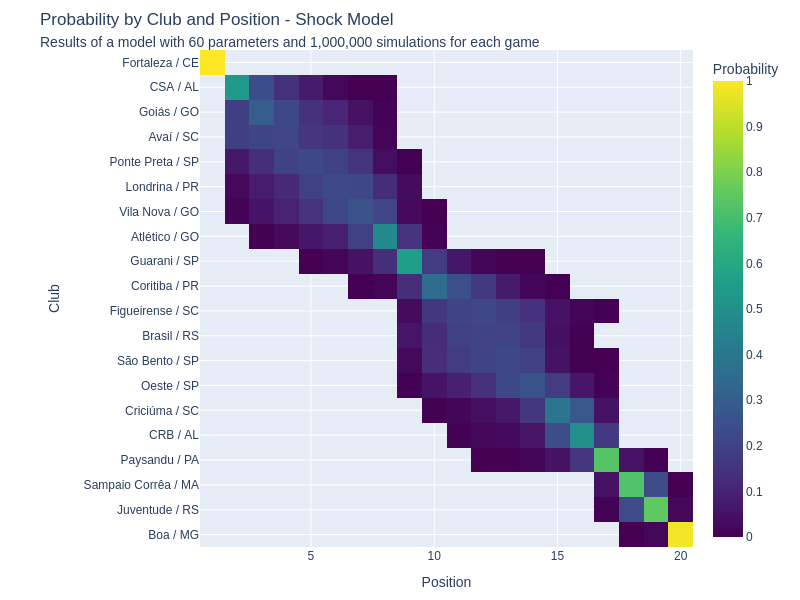 Probability by Club and Position - Shock Model
Results of a model with 60 parameters and 1,000,000 simulations for each game
Fortaleza / CE
CSA / AL
Goiás / GO
Avaí / SC
Ponte Preta / SP
Londrina / PR
Vila Nova / GO
Atlético / GO
Guarani / SP
Coritiba / PR
Figueirense / SC
Brasil / RS
São Bento / SP
Oeste / SP
Criciúma / SC
CRB / AL
Paysandu / PA
Sampaio Corrêa / MA
Juventude / RS
Boa / MG
Club
5
10
15
20
Position
Probability
1
0.9
0.8
0.7
0.6
0.5
0.4
0.3
0.2
0.1
0